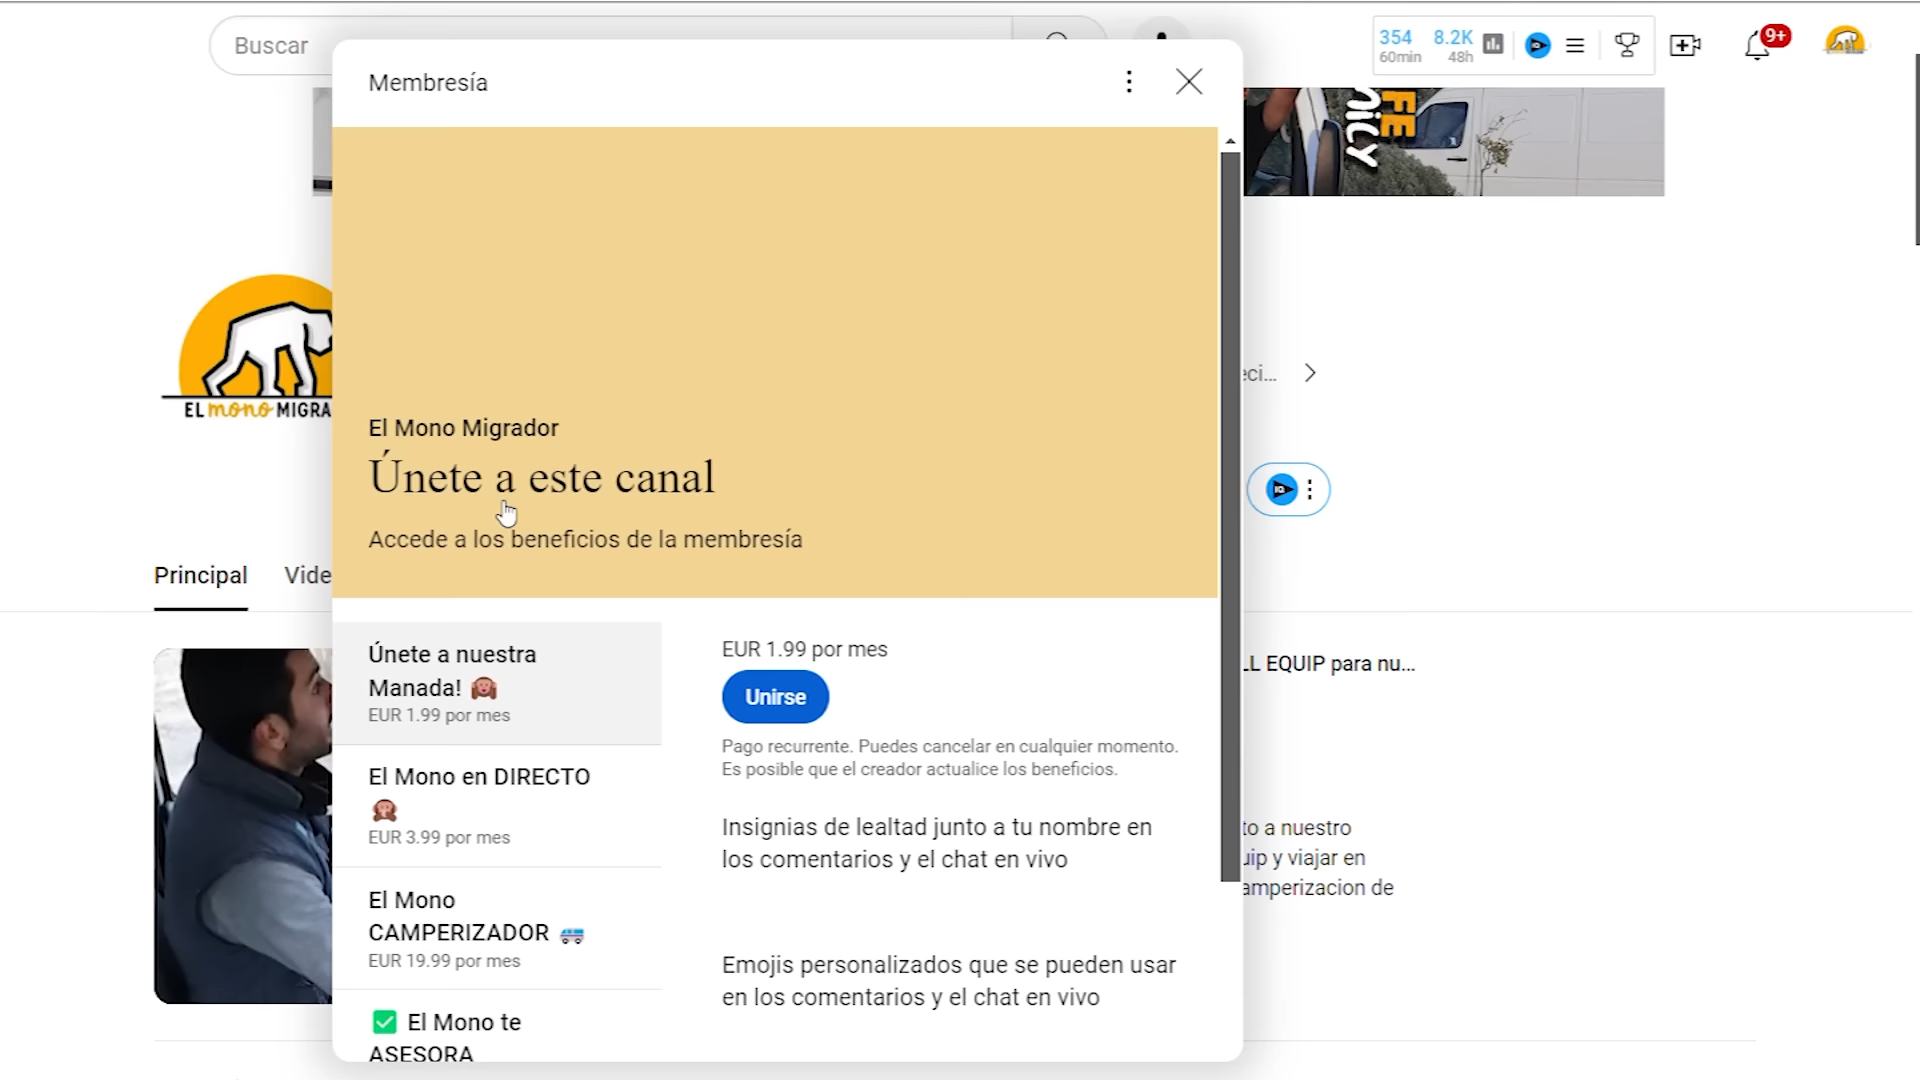 Buscar
354
60min
8.2K
48h
9+
Membresía
FE
EL mono MIGRA
El Mono Migrador
Únete a este canal
Accede a los beneficios de la membresía
eci...
Principal
Vide
Únete a nuestra
Manada!
EUR 1.99 por mes
El Mono en DIRECTO
EUR 3.99 por mes
El Mono
CAMPERIZADOR
EUR 19.99 por mes
El Mono te
ASESORA
EUR 1.99 por mes
Unirse
Pago recurrente. Puedes cancelar en cualquier momento.
Es posible que el creador actualice los beneficios.
Insignias de lealtad junto a tu nombre en
los comentarios y el chat en vivo
Emojis personalizados que se pueden usar
en los comentarios y el chat en vivo
LL EQUIP para nu...
to a nuestro
uip y viajar en
amperizacion de